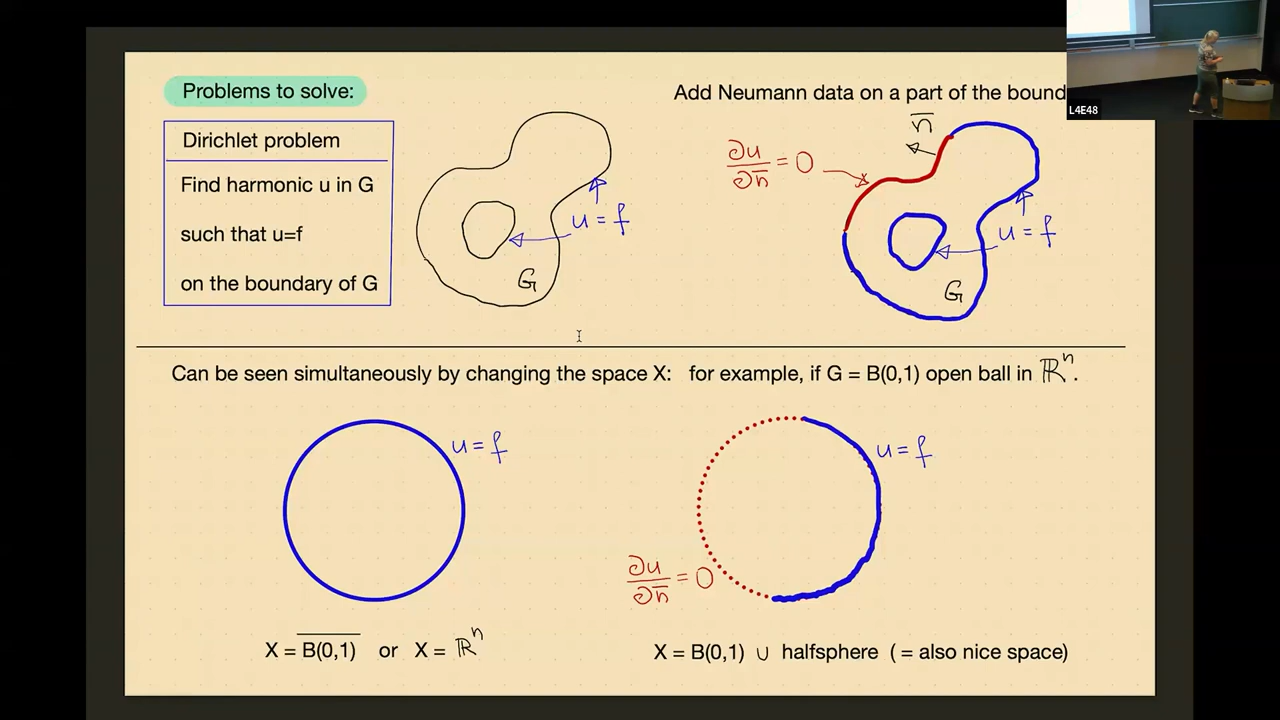 Problems to solve:
Dirichlet problem
Find harmonic u in G
such that u=f
on the boundary of G
u = f
G
Add Neumann data on a part of the bound
n̅
∂u/∂n̅ = 0
u = f
G
Can be seen simultaneously by changing the space X: for example, if G = B(0,1) open ball in ℝⁿ.
u = f
X = B(0,1) or X = ℝⁿ
u = f
∂u/∂n̅ = 0
X = B(0,1) ∪ halfsphere ( = also nice space)
L4E48